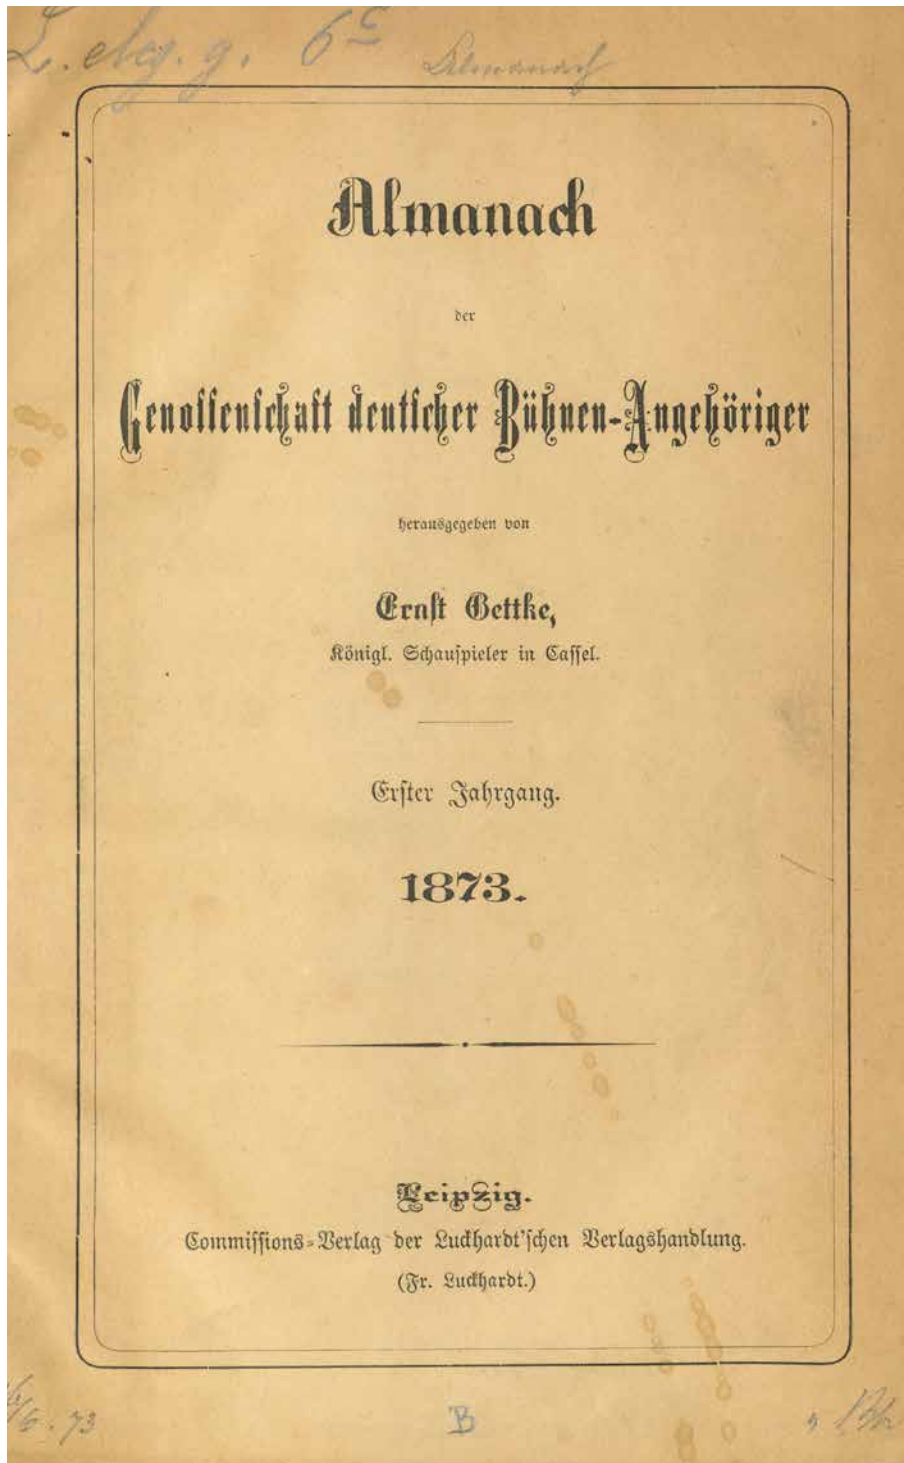 Almanach
Almanach
der
Genossenschaft deutscher Bühnen-Angehöriger
herausgegeben von
Ernst Gettke,
Königl. Schauspieler in Cassel.
Erster Jahrgang.
1873.
Leipzig.
Commissions-Verlag der Luckhardt'schen Verlagshandlung.
(Fr. Luckhardt.)
B